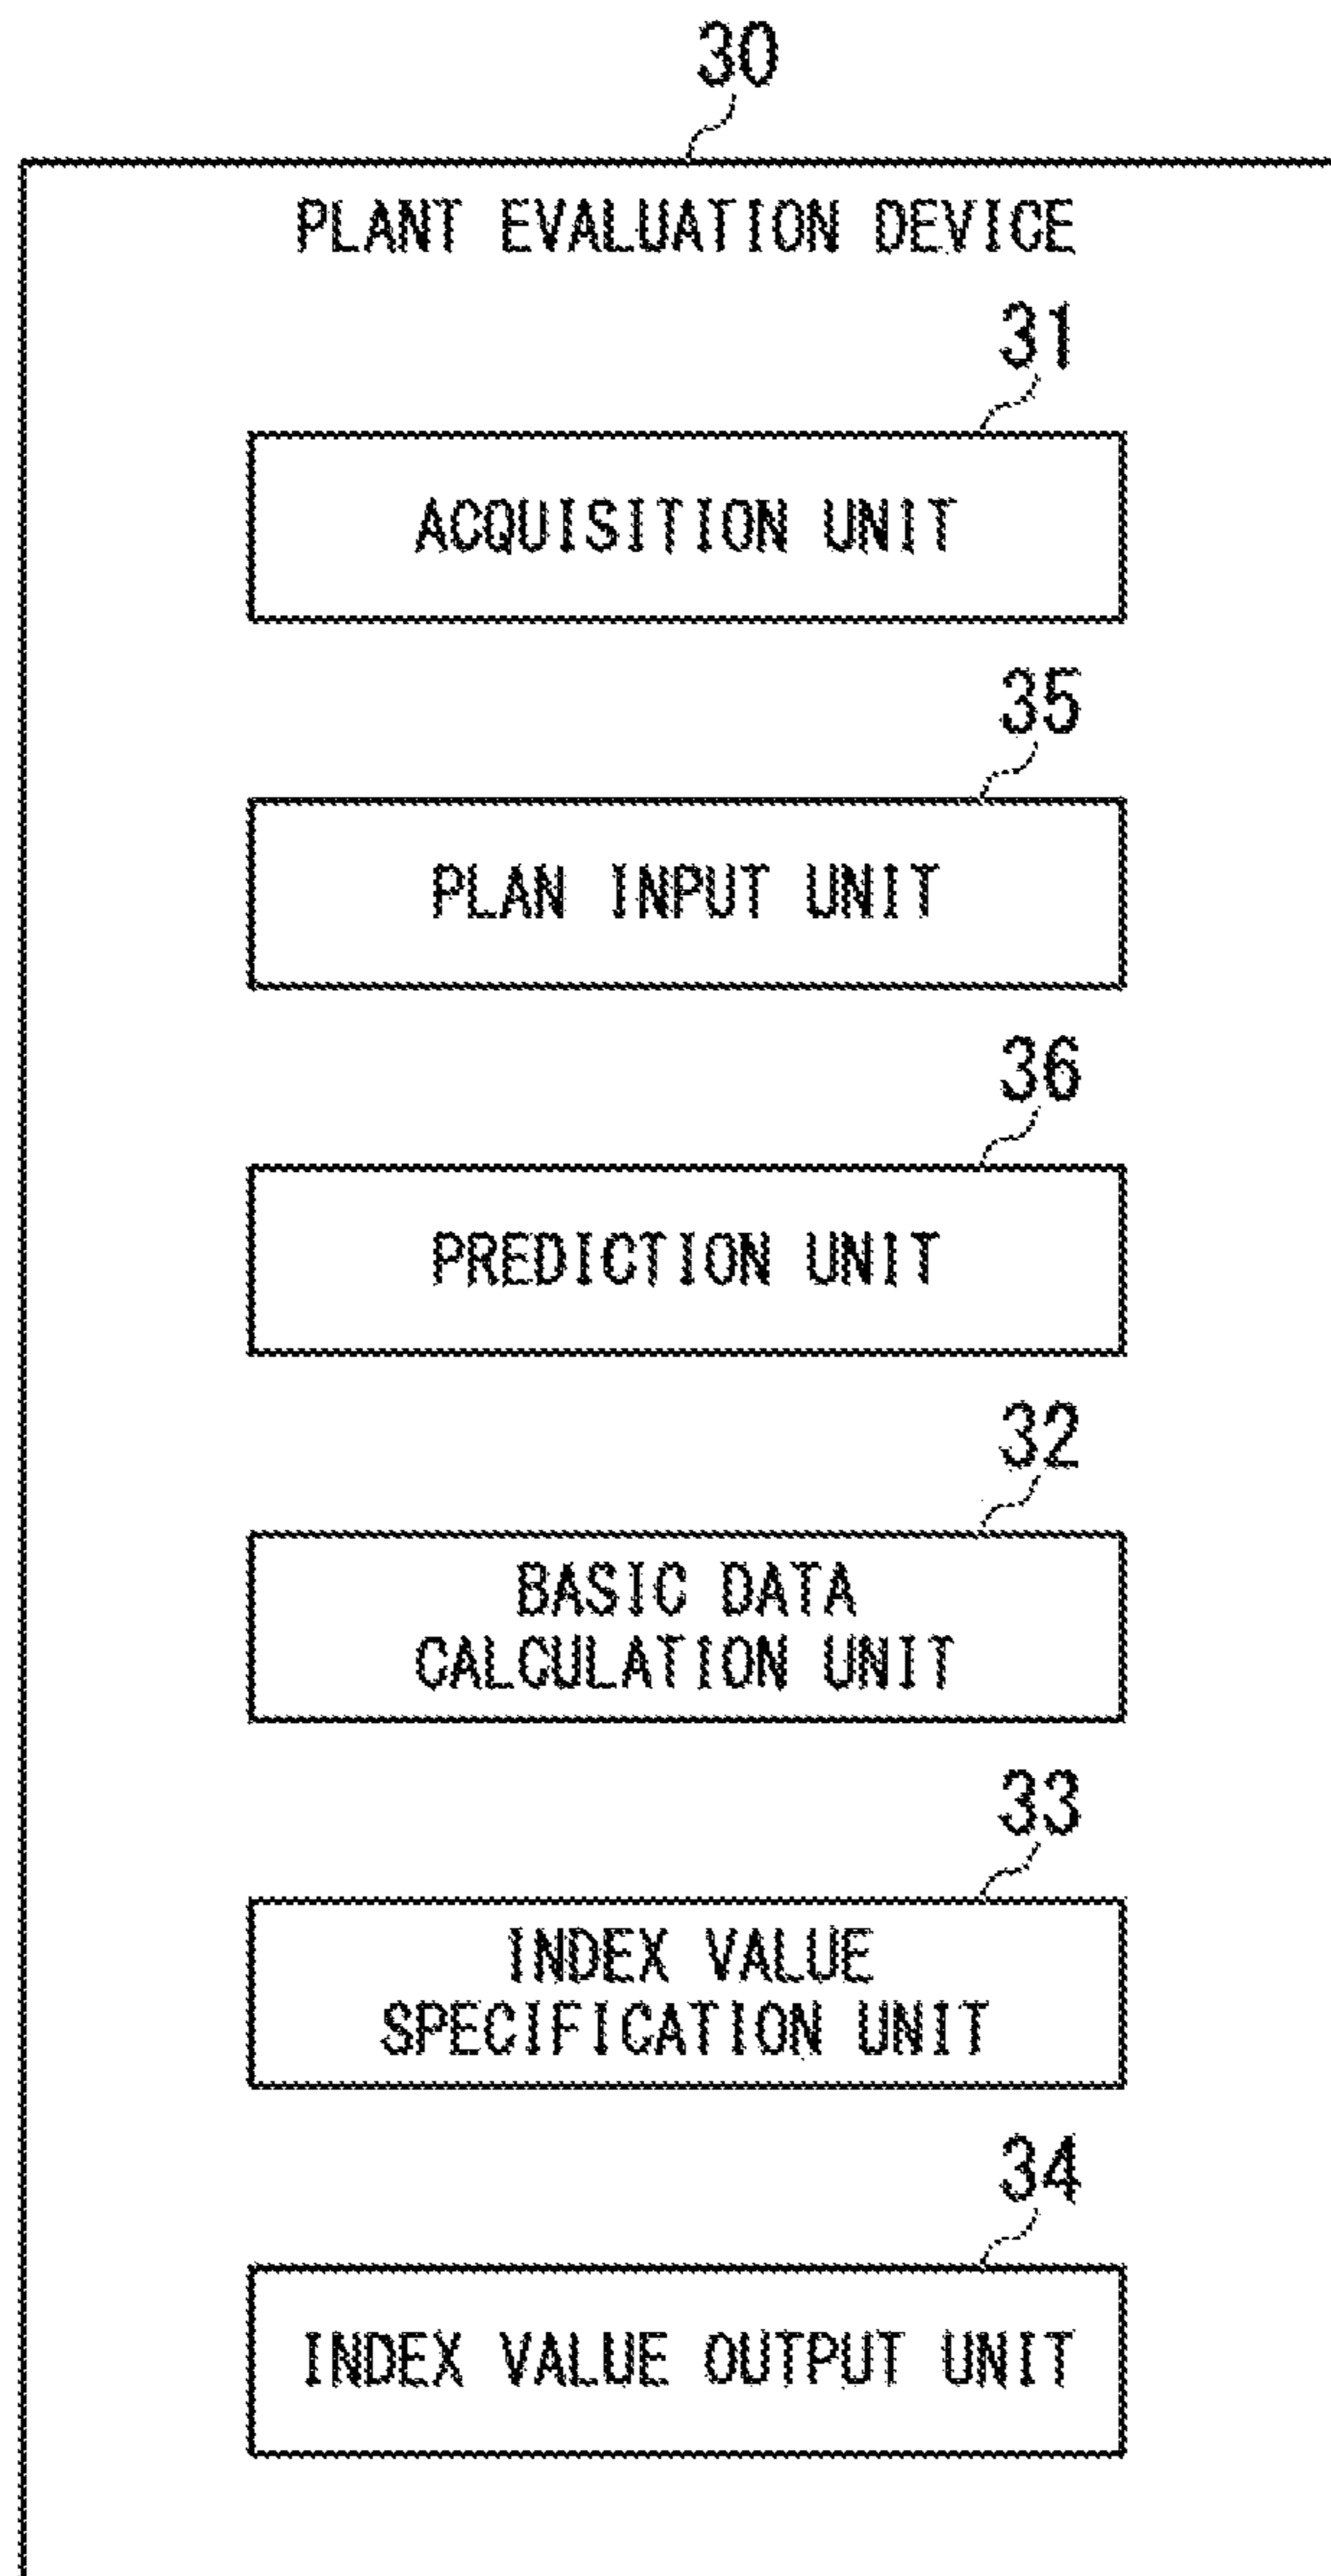 30
PLANT EVALUATION DEVICE
31
ACQUISITION UNIT
35
PLAN INPUT UNIT
36
PREDICTION UNIT
32
BASIC DATA
CALCULATION UNIT
33
INDEX VALUE
SPECIFICATION UNIT
34
INDEX VALUE OUTPUT UNIT